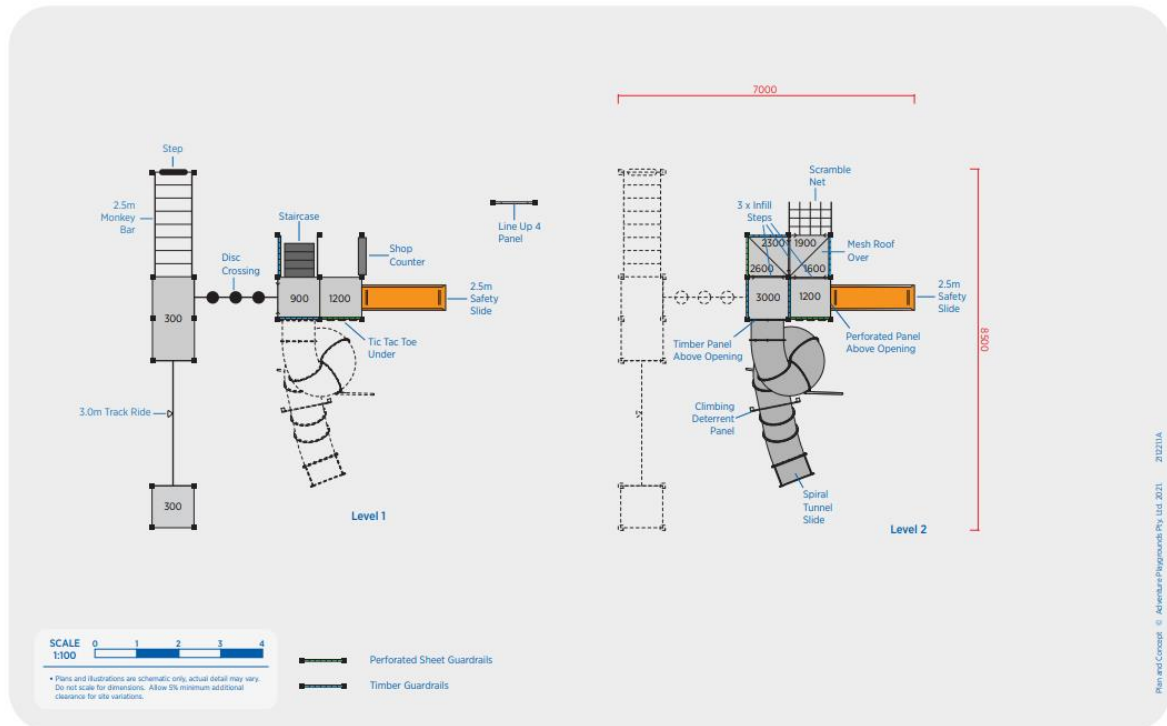 7000
Step
2.5m
Monkey
Bar
Staircase
Disc
Crossing
Shop
Counter
Line Up 4
Panel
900
1200
2.5m
Safety
Slide
300
Tic Tac Toe
Under
3.0m Track Ride
300
Level 1
Scramble
Net
3 x Infill
Steps
2300
1900
Mesh Roof
Over
2600
1600
3000
1200
2.5m
Safety
Slide
Timber Panel
Above Opening
Perforated Panel
Above Opening
8500
Climbing
Deterrent
Panel
Spiral
Tunnel
Slide
Level 2
SCALE
1:100
0 1 2 3 4
• Plans and illustrations are schematic only, actual detail may vary.
Do not scale for dimensions. Allow 5% minimum additional
clearance for site variations.
Perforated Sheet Guardrails
Timber Guardrails
Plan and Concept © Adventure Playgrounds Pty. Ltd. 2021.